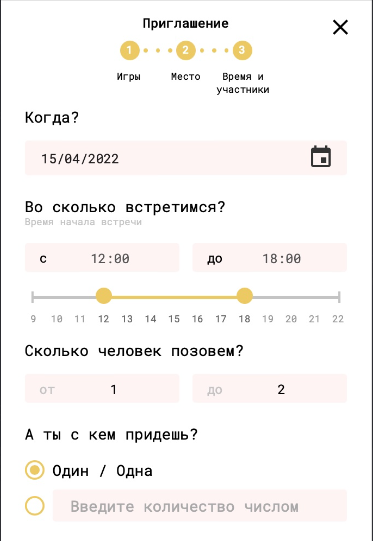 Приглашение
1 2 3
Игры Место Время и
участники
Когда?
15/04/2022
Во сколько встретимся?
Время начала встречи
с 12:00 до 18:00
9 10 11 12 13 14 15 16 17 18 19 20 21 22
Сколько человек позовем?
от 1 до 2
А ты с кем придешь?
Один / Одна
Введите количество числом